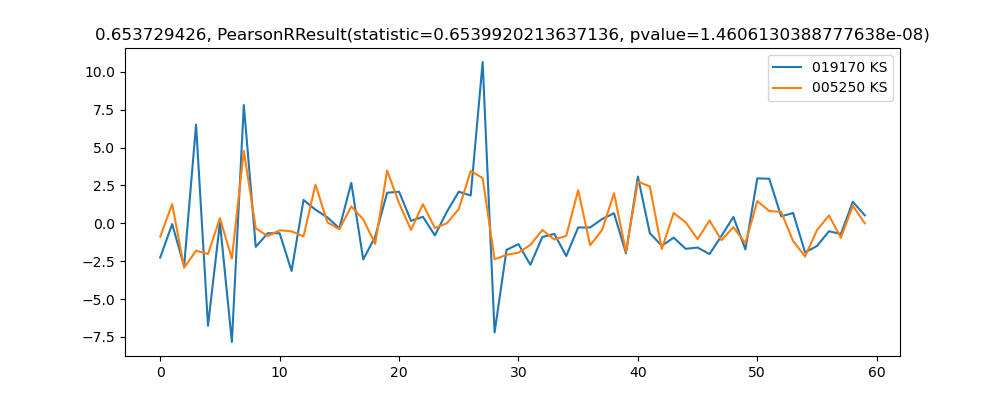 0.653729426, PearsonRResult(statistic=0.6539920213637136, pvalue=1.4606130388777638e-08)
019170 KS
005250 KS
10.0
7.5
5.0
2.5
0.0
−2.5
−5.0
−7.5
0 10 20 30 40 50 60